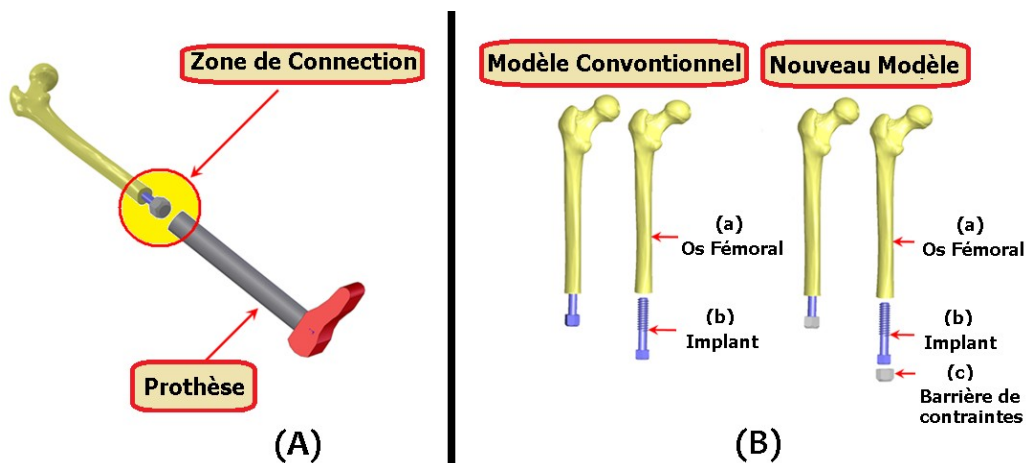 Zone de Connection
Prothèse
(A)
Modèle Convontionnel
Nouveau Modèle
(a)
Os Fémoral
(b)
Implant
(a)
Os Fémoral
(b)
Implant
(c)
Barrière de
contraintes
(B)